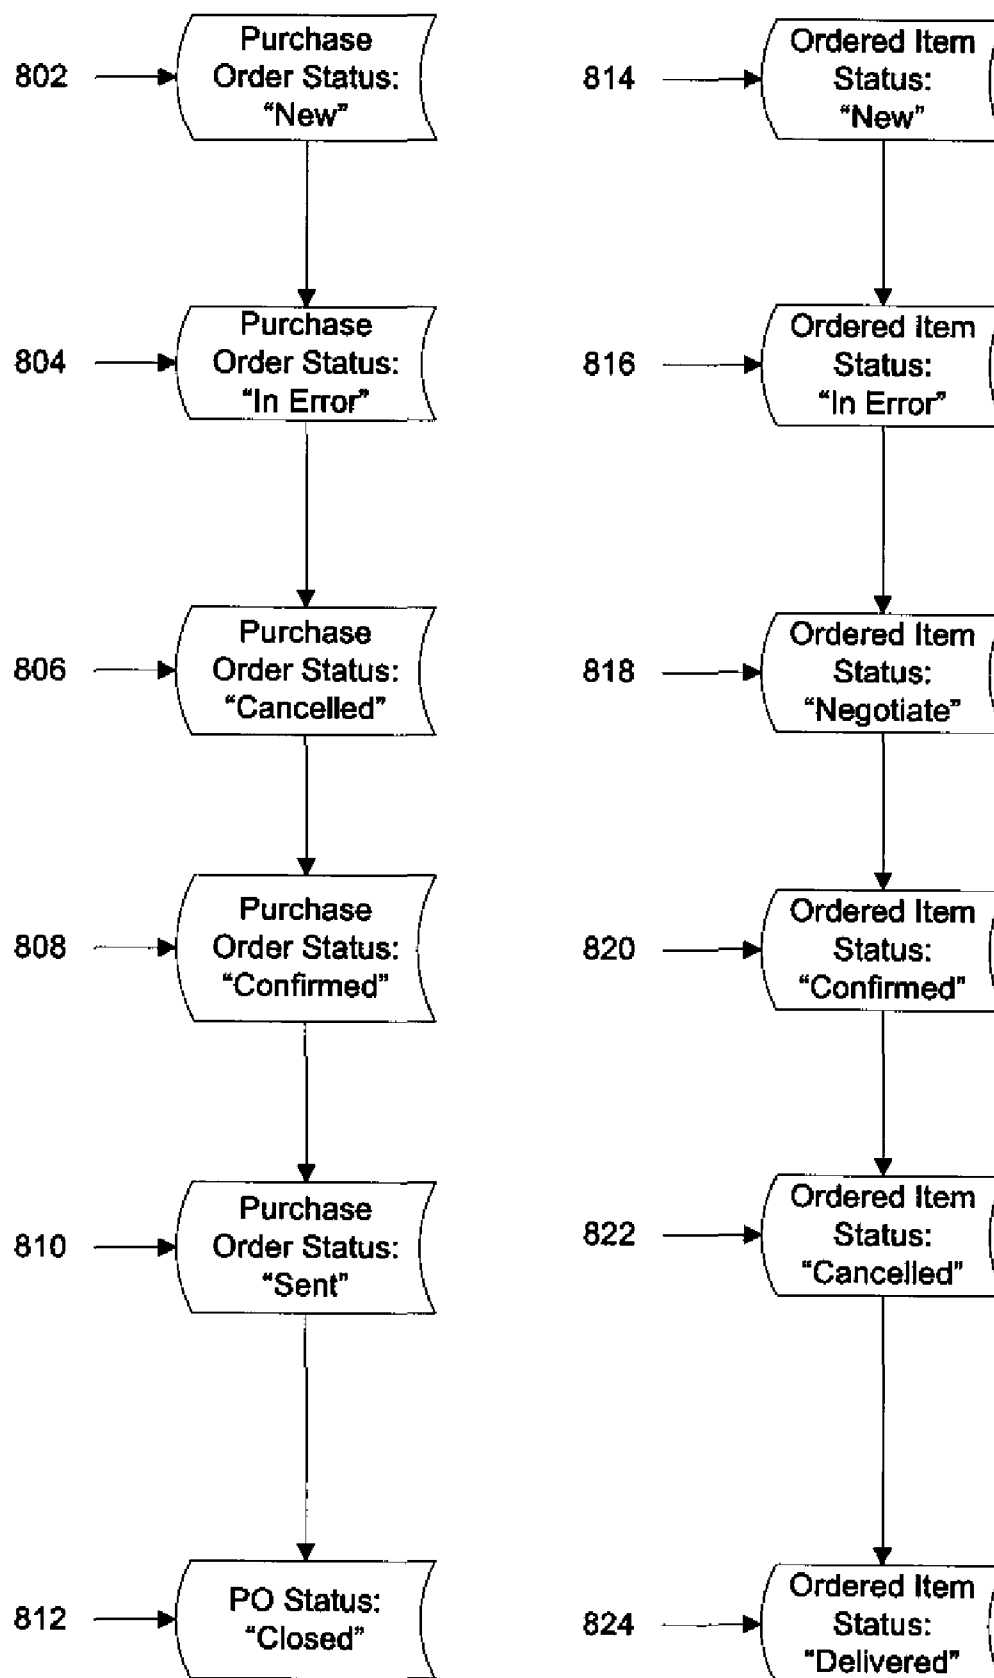 802
Purchase
Order Status:
“New”
804
Purchase
Order Status:
“In Error”
806
Purchase
Order Status:
“Cancelled”
808
Purchase
Order Status:
“Confirmed”
810
Purchase
Order Status:
“Sent”
812
PO Status:
“Closed”
814
Ordered Item
Status:
“New”
816
Ordered Item
Status:
“In Error”
818
Ordered Item
Status:
“Negotiate”
820
Ordered Item
Status:
“Confirmed”
822
Ordered Item
Status:
“Cancelled”
824
Ordered Item
Status:
“Delivered”